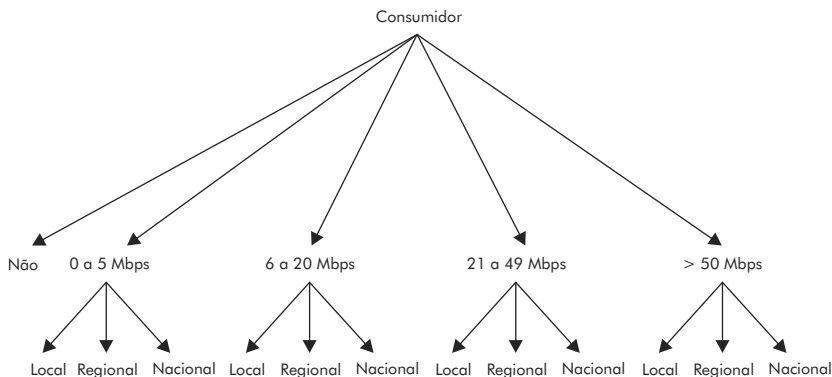 Consumidor
Não 0 a 5 Mbps 6 a 20 Mbps 21 a 49 Mbps > 50 Mbps
Local Regional Nacional Local Regional Nacional Local Regional Nacional Local Regional Nacional